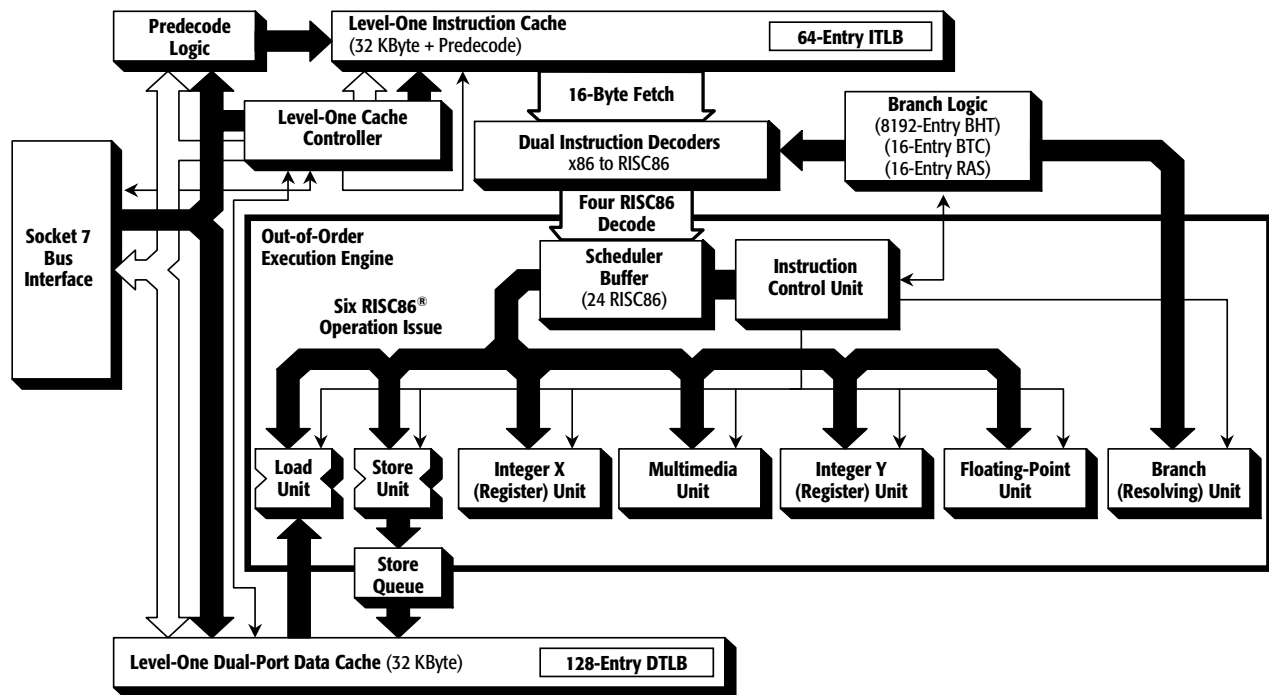 Predecode
Logic
Level-One Instruction Cache
(32 KByte + Predecode)
64-Entry ITLB
16-Byte Fetch
Level-One Cache
Controller
Dual Instruction Decoders
x86 to RISC86
Branch Logic
(8192-Entry BHT)
(16-Entry BTC)
(16-Entry RAS)
Four RISC86
Decode
Socket 7
Bus
Interface
Out-of-Order
Execution Engine
Scheduler
Buffer
(24 RISC86)
Instruction
Control Unit
Six RISC86®
Operation Issue
Load
Unit
Store
Unit
Integer X
(Register) Unit
Multimedia
Unit
Integer Y
(Register) Unit
Floating-Point
Unit
Branch
(Resolving) Unit
Store
Queue
Level-One Dual-Port Data Cache (32 KByte)
128-Entry DTLB